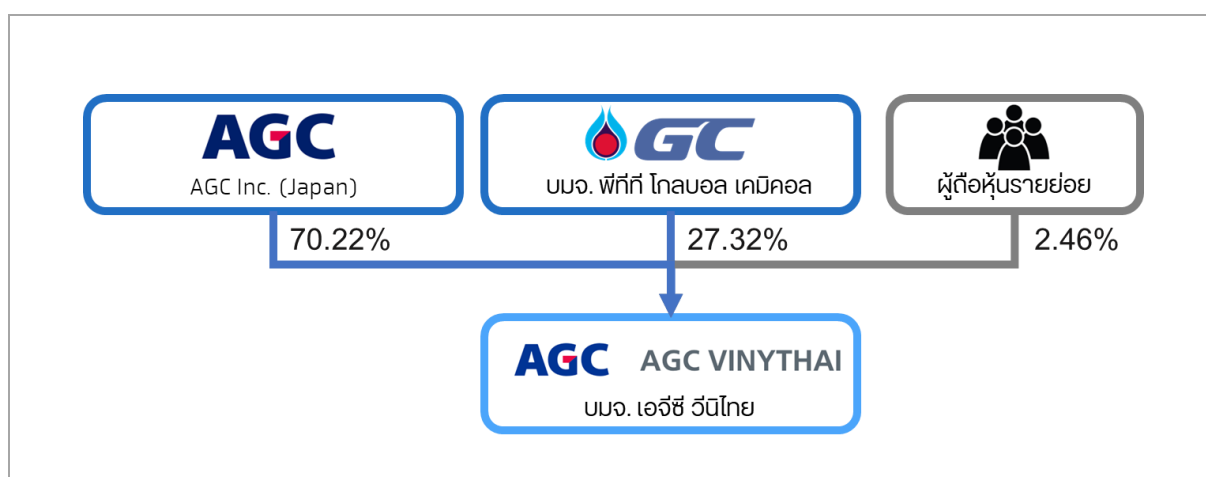 AGC
AGC Inc. (Japan)
GC
บมจ. พีทีที โกลบอล เคมิคอล
ผู้ถือหุ้นรายย่อย
70.22%
27.32%
2.46%
AGC AGC VINYTHAI
บมจ. เอจีซี วีนิไทย